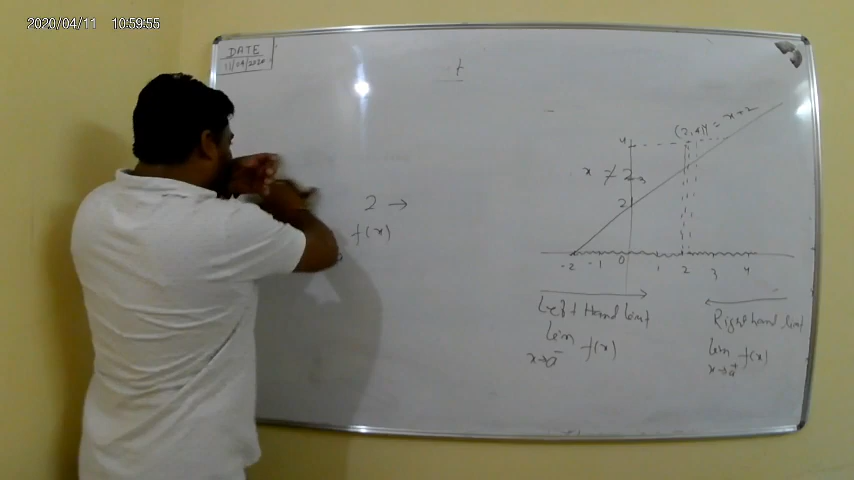 2020/04/11 10:59:55
DATE
11/04/2020
2 →
f(x)
(2,4) y = x+2
4
x ≠ 2
2
-2 -1 0 1 2 3 4
Left Hand limit
lim f(x)
x→a⁻
Right hand limit
lim f(x)
x→a⁺